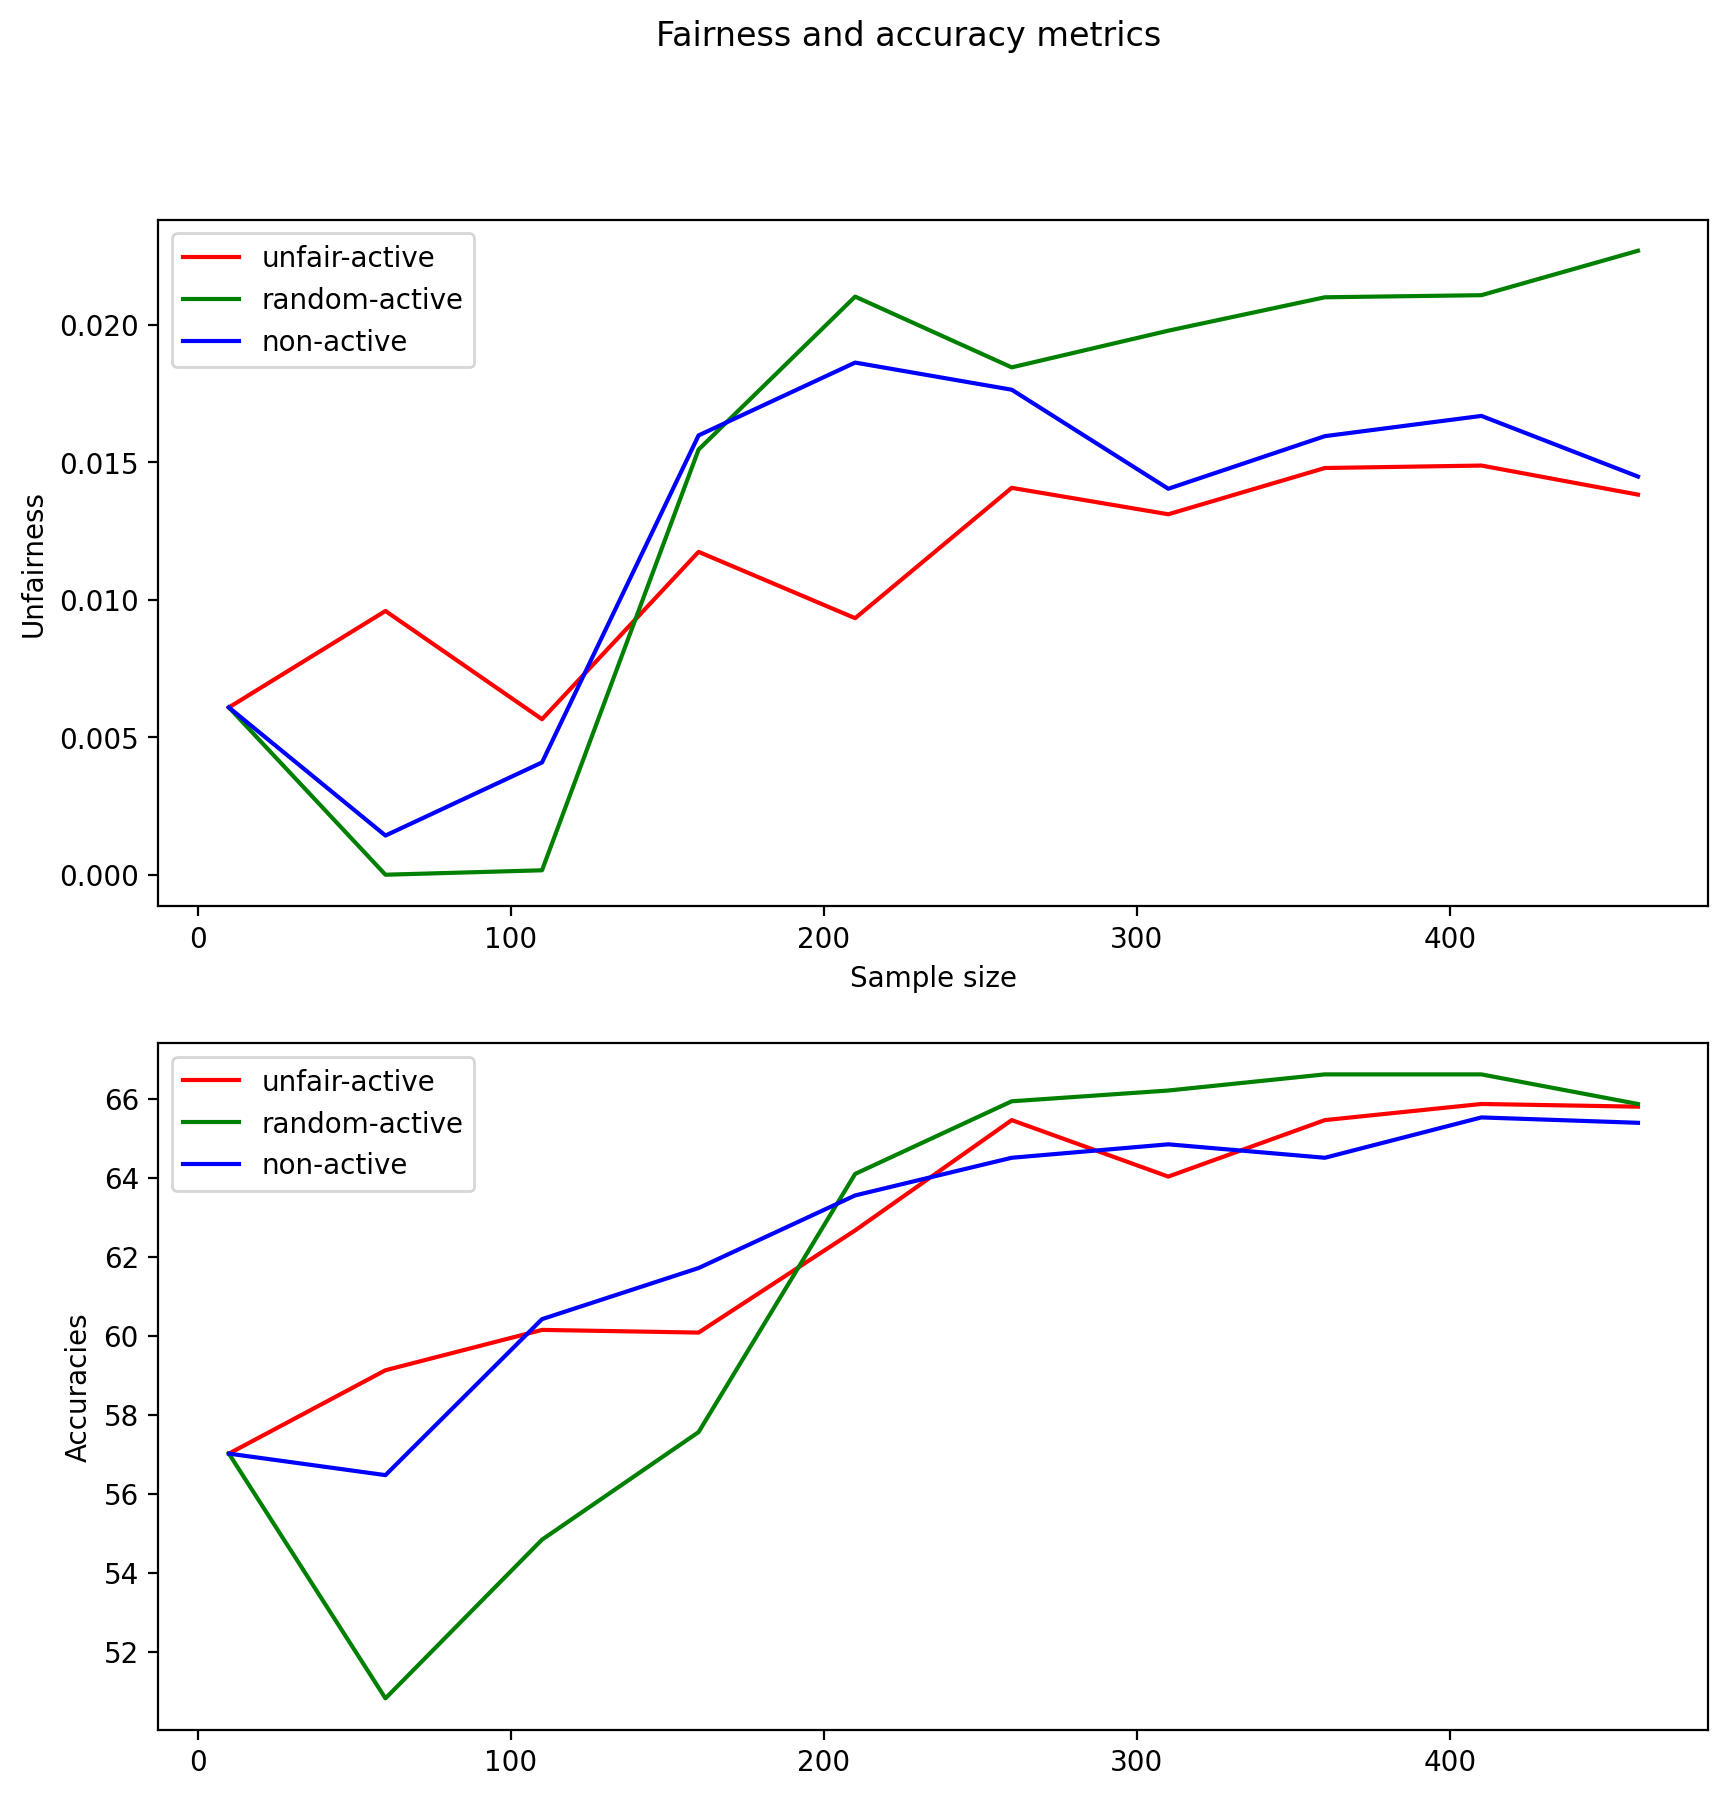 Fairness and accuracy metrics
unfair-active
random-active
non-active
0.020
0.015
0.010
0.005
0.000
Unfairness
0 100 200 300 400
Sample size
unfair-active
random-active
non-active
66
64
62
60
58
56
54
52
Accuracies
0 100 200 300 400